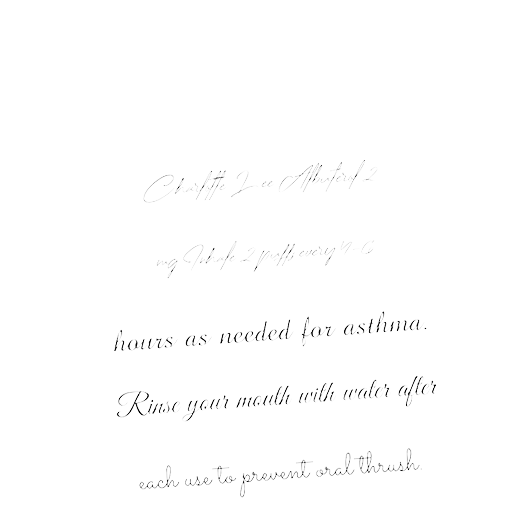 Charlotte Lee Albuterol 2
mg Inhale 2 puffs every 4-6
hours as needed for asthma.
Rinse your mouth with water after
each use to prevent oral thrush.